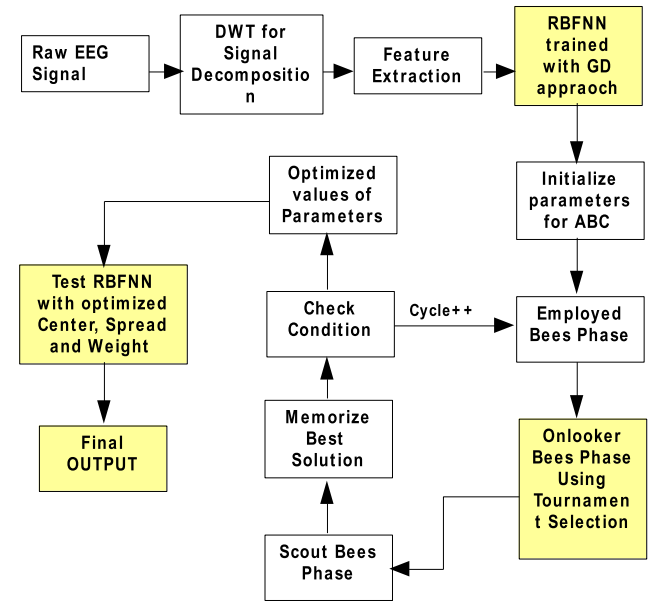 Raw EEG
Signal
DWT for
Signal
Decompositio
n
Feature
Extraction
RBFNN
trained
with GD
appraoch
Initialize
parameters
for ABC
Employed
Bees Phase
Onlooker
Bees Phase
Using
Tournamen
t Selection
Scout Bees
Phase
Memorize
Best
Solution
Check
Condition
Cycle++
Optimized
values of
Parameters
Test RBFNN
with optimized
Center, Spread
and Weight
Final
OUTPUT